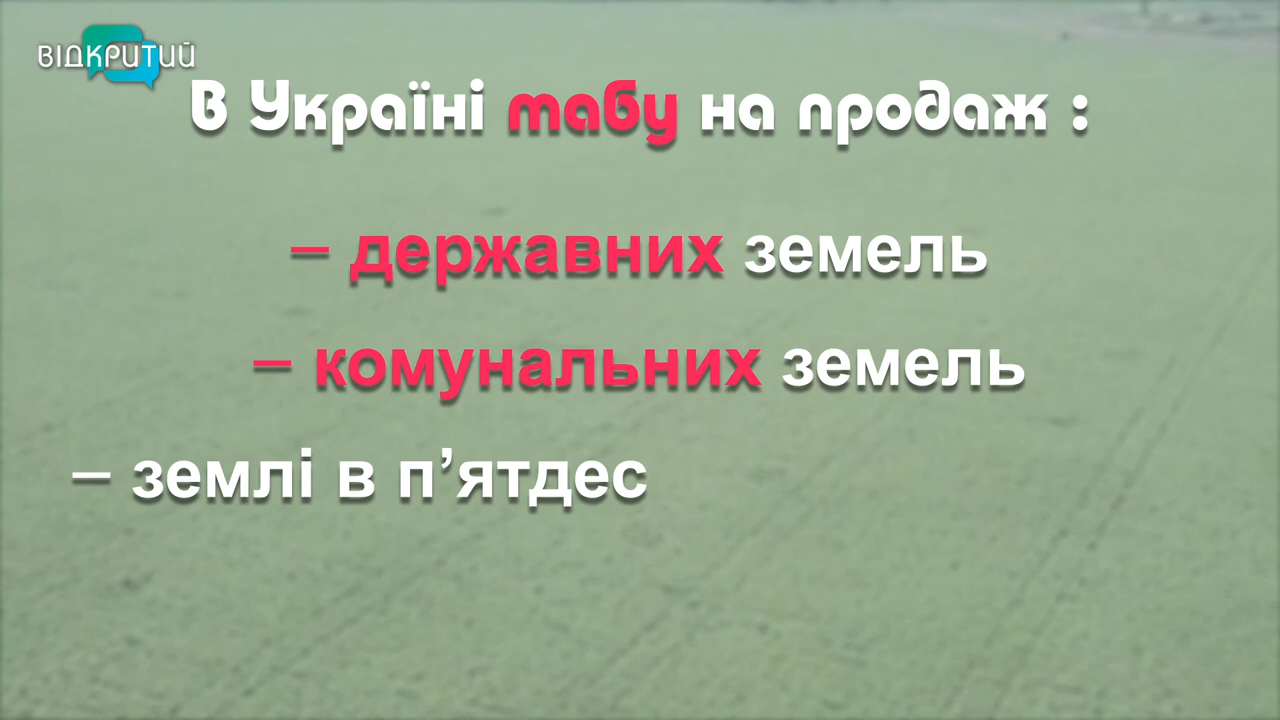 ВІДКРИТИЙ
в Україні табу на продаж :
– державних земель
– комунальних земель
– землі в п’ятдес